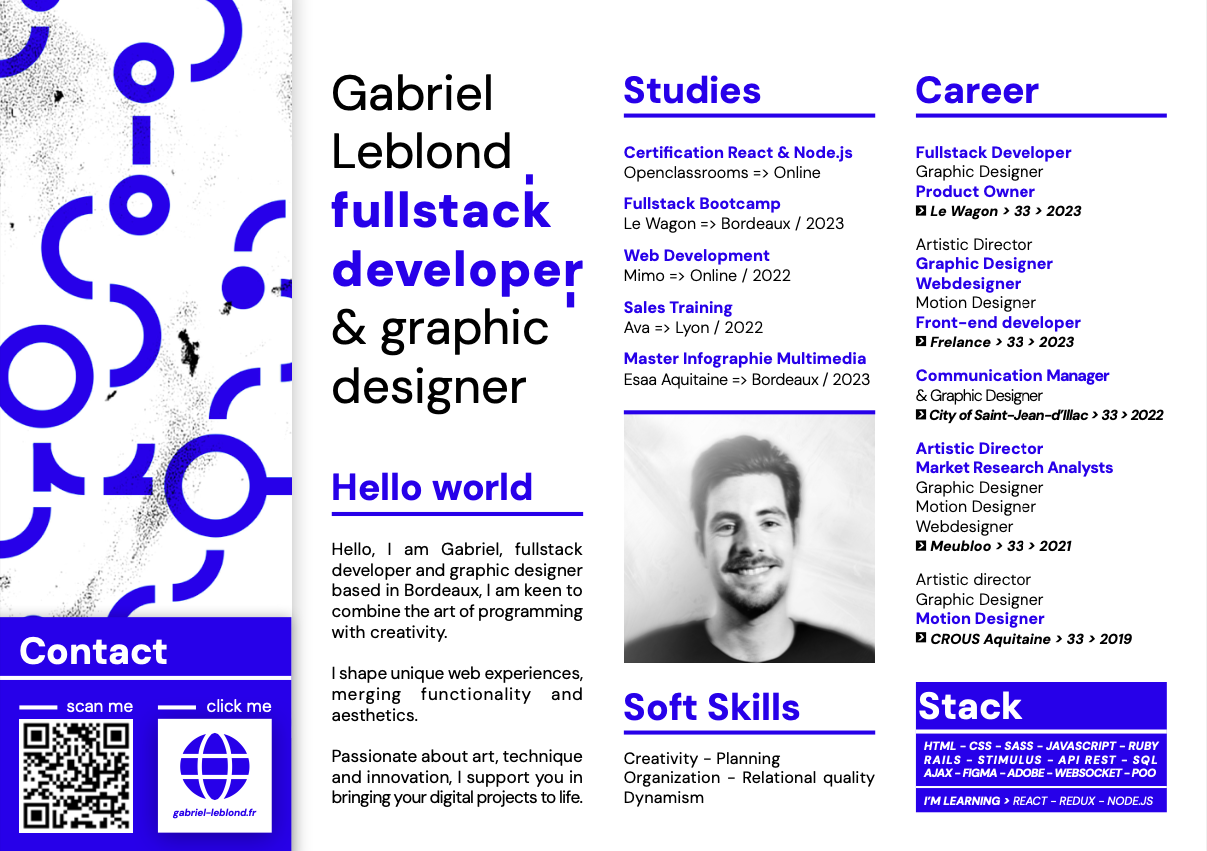 Gabriel
Leblond
fullstack
developer
& graphic
designer
Hello world
Hello, I am Gabriel, fullstack
developer and graphic designer
based in Bordeaux, I am keen to
combine the art of programming
with creativity.
I shape unique web experiences,
merging functionality and
aesthetics.
Passionate about art, technique
and innovation, I support you in
bringing your digital projects to life.
Studies
Certification React & Node.js
Openclassrooms => Online
Fullstack Bootcamp
Le Wagon => Bordeaux / 2023
Web Development
Mimo => Online / 2022
Sales Training
Ava => Lyon / 2022
Master Infographie Multimedia
Esaa Aquitaine => Bordeaux / 2023
Soft Skills
Creativity - Planning
Organization - Relational quality
Dynamism
Career
Fullstack Developer
Graphic Designer
Product Owner
Le Wagon > 33 > 2023
Artistic Director
Graphic Designer
Webdesigner
Motion Designer
Front-end developer
Frelance > 33 > 2023
Communication Manager
& Graphic Designer
City of Saint-Jean-d'Illac > 33 > 2022
Artistic Director
Market Research Analysts
Graphic Designer
Motion Designer
Webdesigner
Meubloo > 33 > 2021
Artistic director
Graphic Designer
Motion Designer
CROUS Aquitaine > 33 > 2019
Stack
HTML - CSS - SASS - JAVASCRIPT - RUBY
RAILS - STIMULUS - API REST - SQL
AJAX - FIGMA - ADOBE - WEBSOCKET - POO
I'M LEARNING > REACT - REDUX - NODE.JS
Contact
scan me
click me
gabriel-leblond.fr